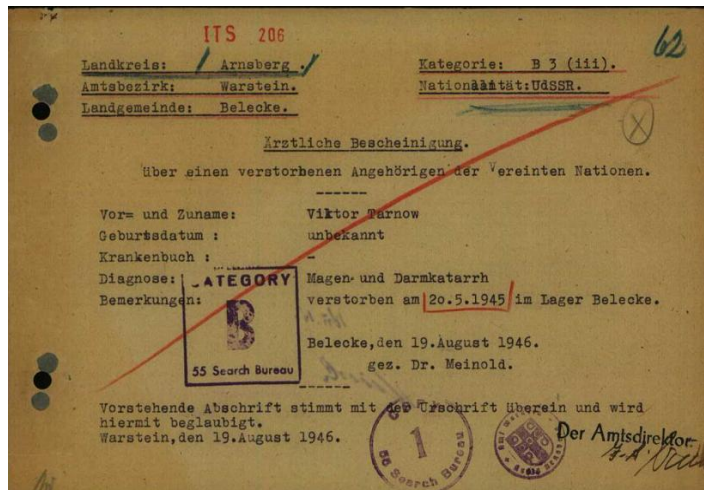 ITS 206
62
Landkreis: Arnsberg.
Kategorie: B 3 (iii).
Amtsbezirk: Warstein.
Nationalität:UdSSR.
Landgemeinde: Belecke.
Ärztliche Bescheinigung.
über einen verstorbenen Angehörigen der Vereinten Nationen.
Vor= und Zuname: Viktor Tarnow
Geburtsdatum : unbekannt
Krankenbuch : -
Diagnose: Magen- und Darmkatarrh
Bemerkungen: verstorben am 20.5.1945 im Lager Belecke.
CATEGORY
B
55 Search Bureau
Belecke,den 19.August 1946.
gez. Dr. Meinold.
Vorstehende Abschrift stimmt mit der Urschrift überein und wird
hiermit beglaubigt.
Warstein,den 19.August 1946.
1
55 Search Bureau
Der Amtsdirektor